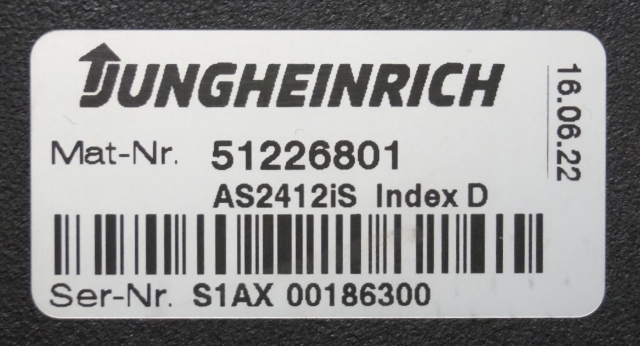 JUNGHEINRICH
Mat-Nr. 51226801
AS2412iS Index D
Ser-Nr. S1AX 00186300
16.06.22